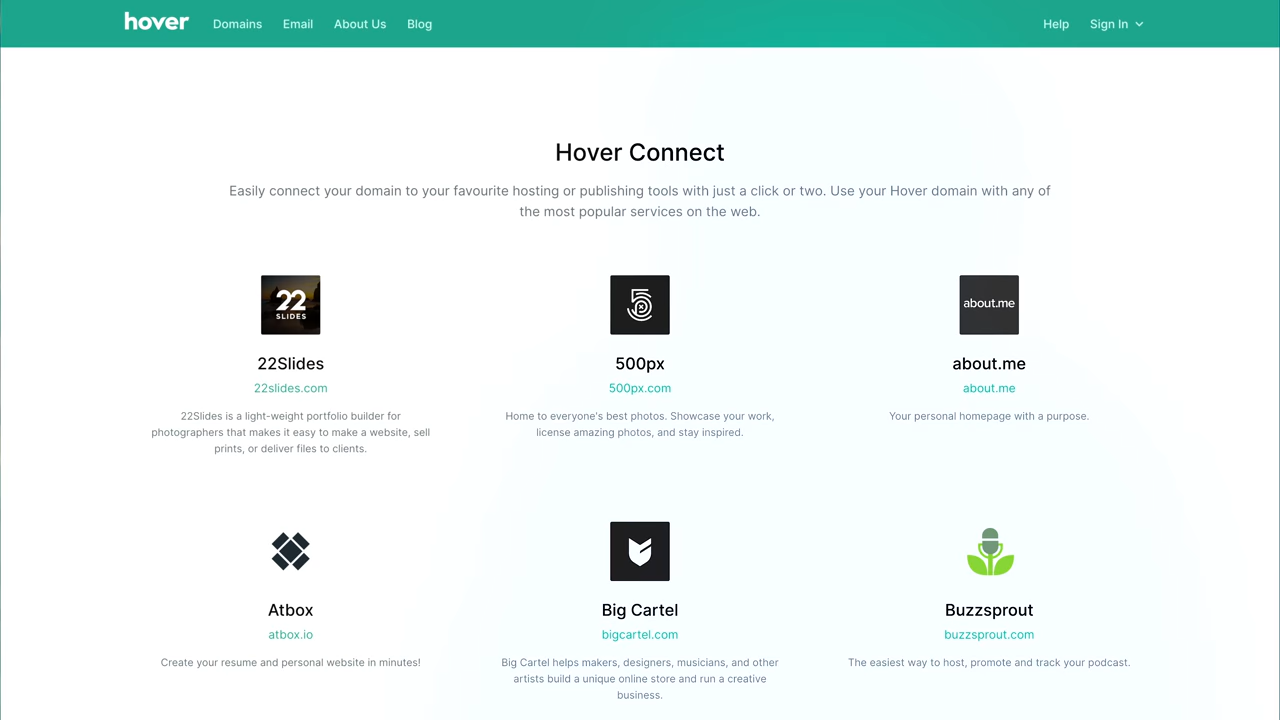 hover Domains Email About Us Blog Help Sign In
Hover Connect
Easily connect your domain to your favourite hosting or publishing tools with just a click or two. Use your Hover domain with any of
the most popular services on the web.
22
SLIDES
5
about.me
22Slides
22slides.com
22Slides is a light-weight portfolio builder for
photographers that makes it easy to make a website, sell
prints, or deliver files to clients.
500px
500px.com
Home to everyone's best photos. Showcase your work,
license amazing photos, and stay inspired.
about.me
about.me
Your personal homepage with a purpose.
Atbox
atbox.io
Create your resume and personal website in minutes!
Big Cartel
bigcartel.com
Big Cartel helps makers, designers, musicians, and other
artists build a unique online store and run a creative
business.
Buzzsprout
buzzsprout.com
The easiest way to host, promote and track your podcast.